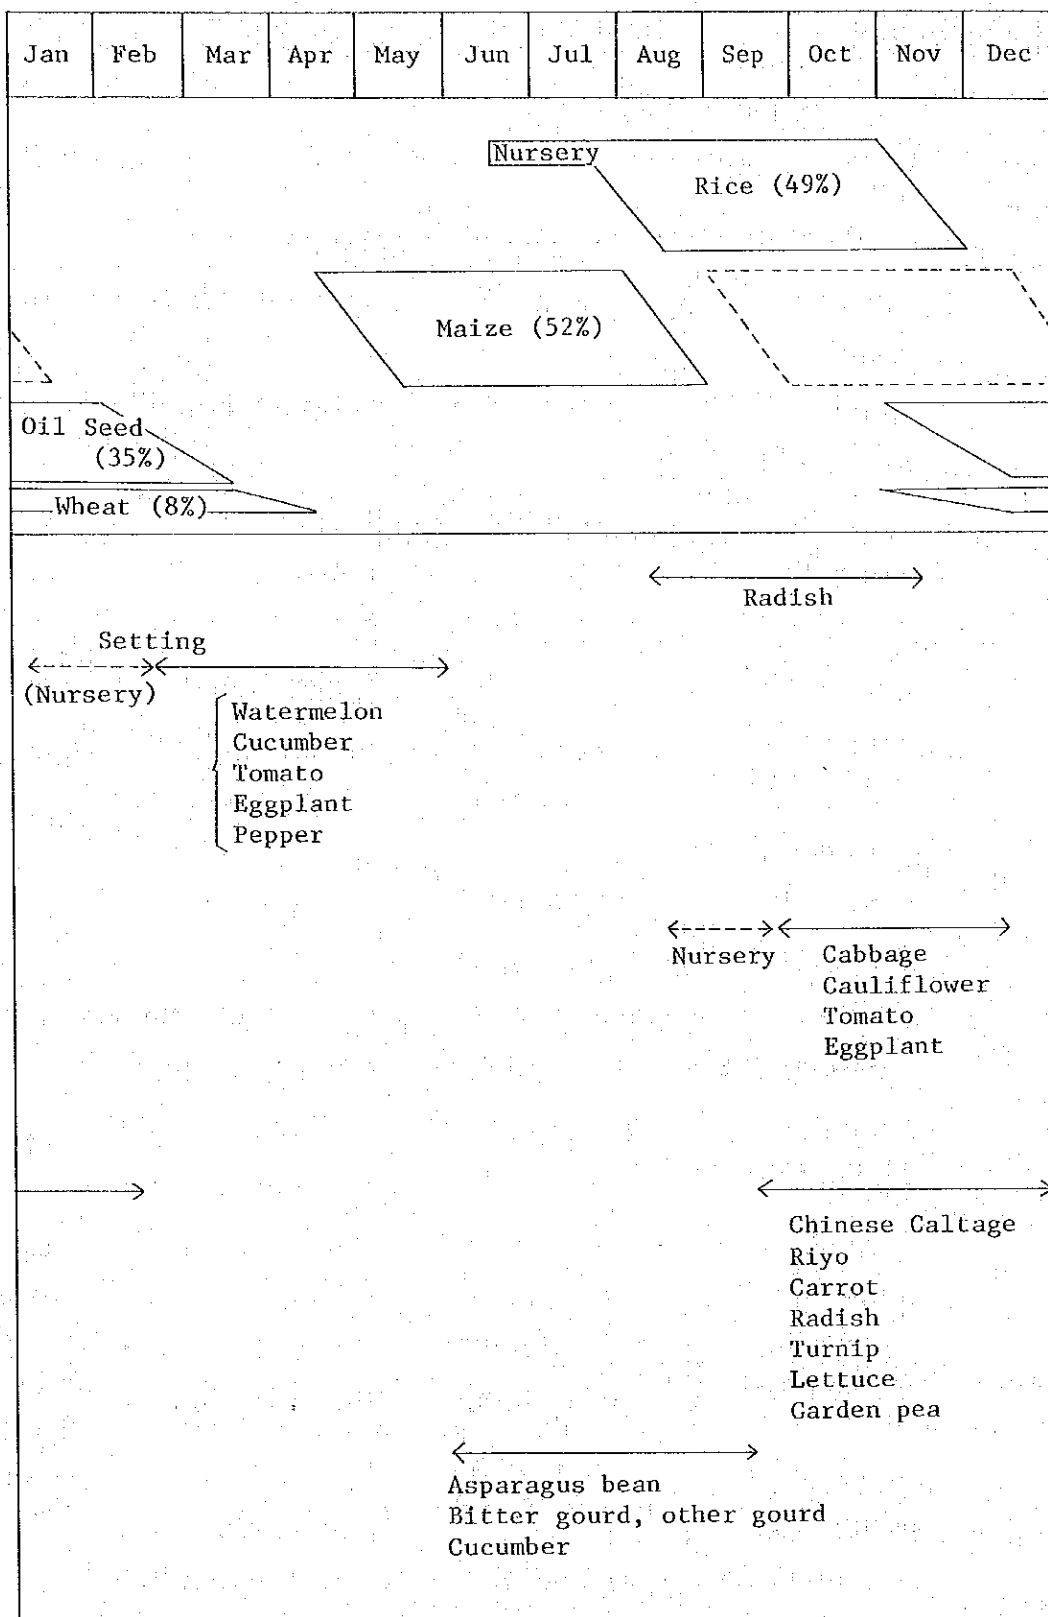 Jan Feb Mar Apr May Jun Jul Aug Sep Oct Nov Dec
Nursery
Rice (49%)
Maize (52%)
Oil Seed
(35%)
Wheat (8%)
Radish
Setting
(Nursery)
Watermelon
Cucumber
Tomato
Eggplant
Pepper
Nursery
Cabbage
Cauliflower
Tomato
Eggplant
Chinese Caltage
Riyo
Carrot
Radish
Turnip
Lettuce
Garden pea
Asparagus bean
Bitter gourd, other gourd
Cucumber